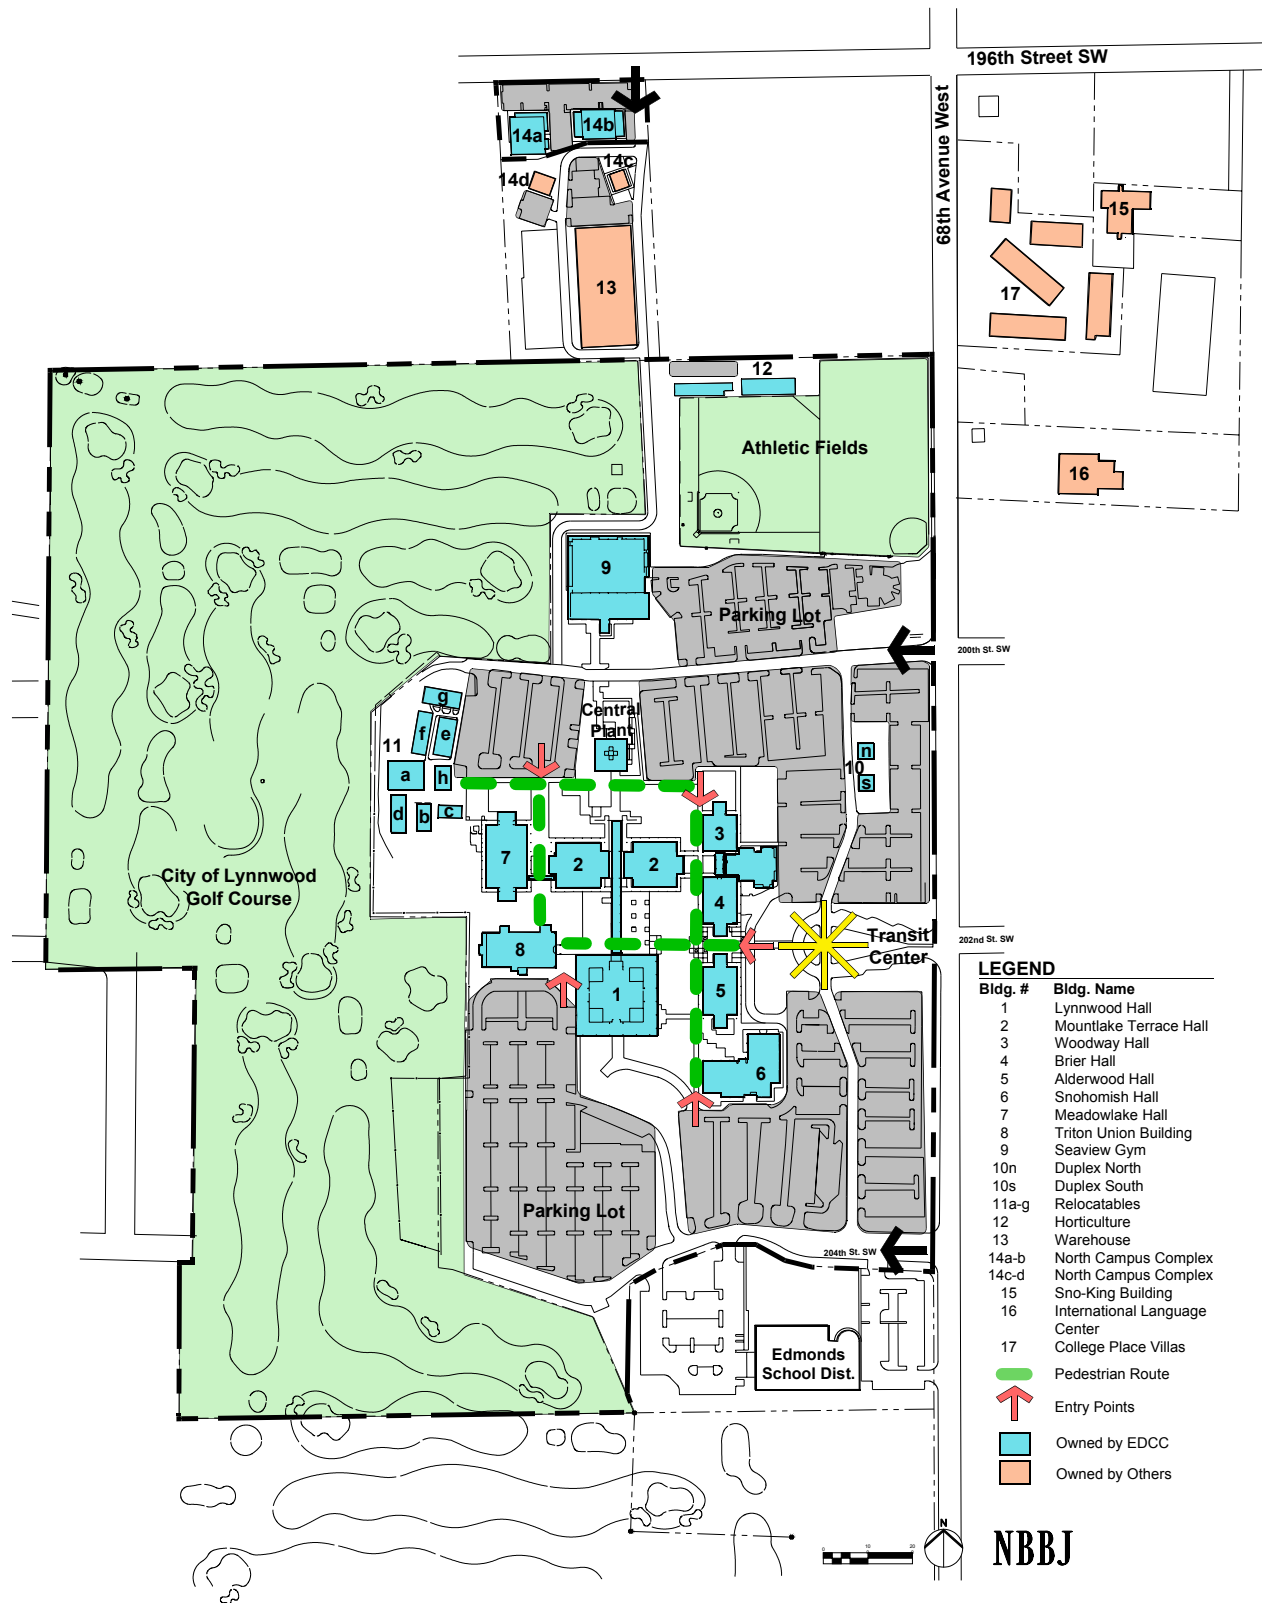 196th Street SW
68th Avenue West
14a
14b
14c
14d
13
15
17
12
Athletic Fields
16
9
Parking Lot
200th St. SW
g
f
e
11
a
h
d
b
c
Central
Plant
n
10
s
3
7
2
2
4
City of Lynnwood
Golf Course
8
Transit
Center
202nd St. SW
1
5
6
Parking Lot
204th St. SW
Edmonds
School Dist.
LEGEND
Bldg. # Bldg. Name
1 Lynnwood Hall
2 Mountlake Terrace Hall
3 Woodway Hall
4 Brier Hall
5 Alderwood Hall
6 Snohomish Hall
7 Meadowlake Hall
8 Triton Union Building
9 Seaview Gym
10n Duplex North
10s Duplex South
11a-g Relocatables
12 Horticulture
13 Warehouse
14a-b North Campus Complex
14c-d North Campus Complex
15 Sno-King Building
16 International Language
Center
17 College Place Villas
Pedestrian Route
Entry Points
Owned by EDCC
Owned by Others
0 10 20
N
NBBJ